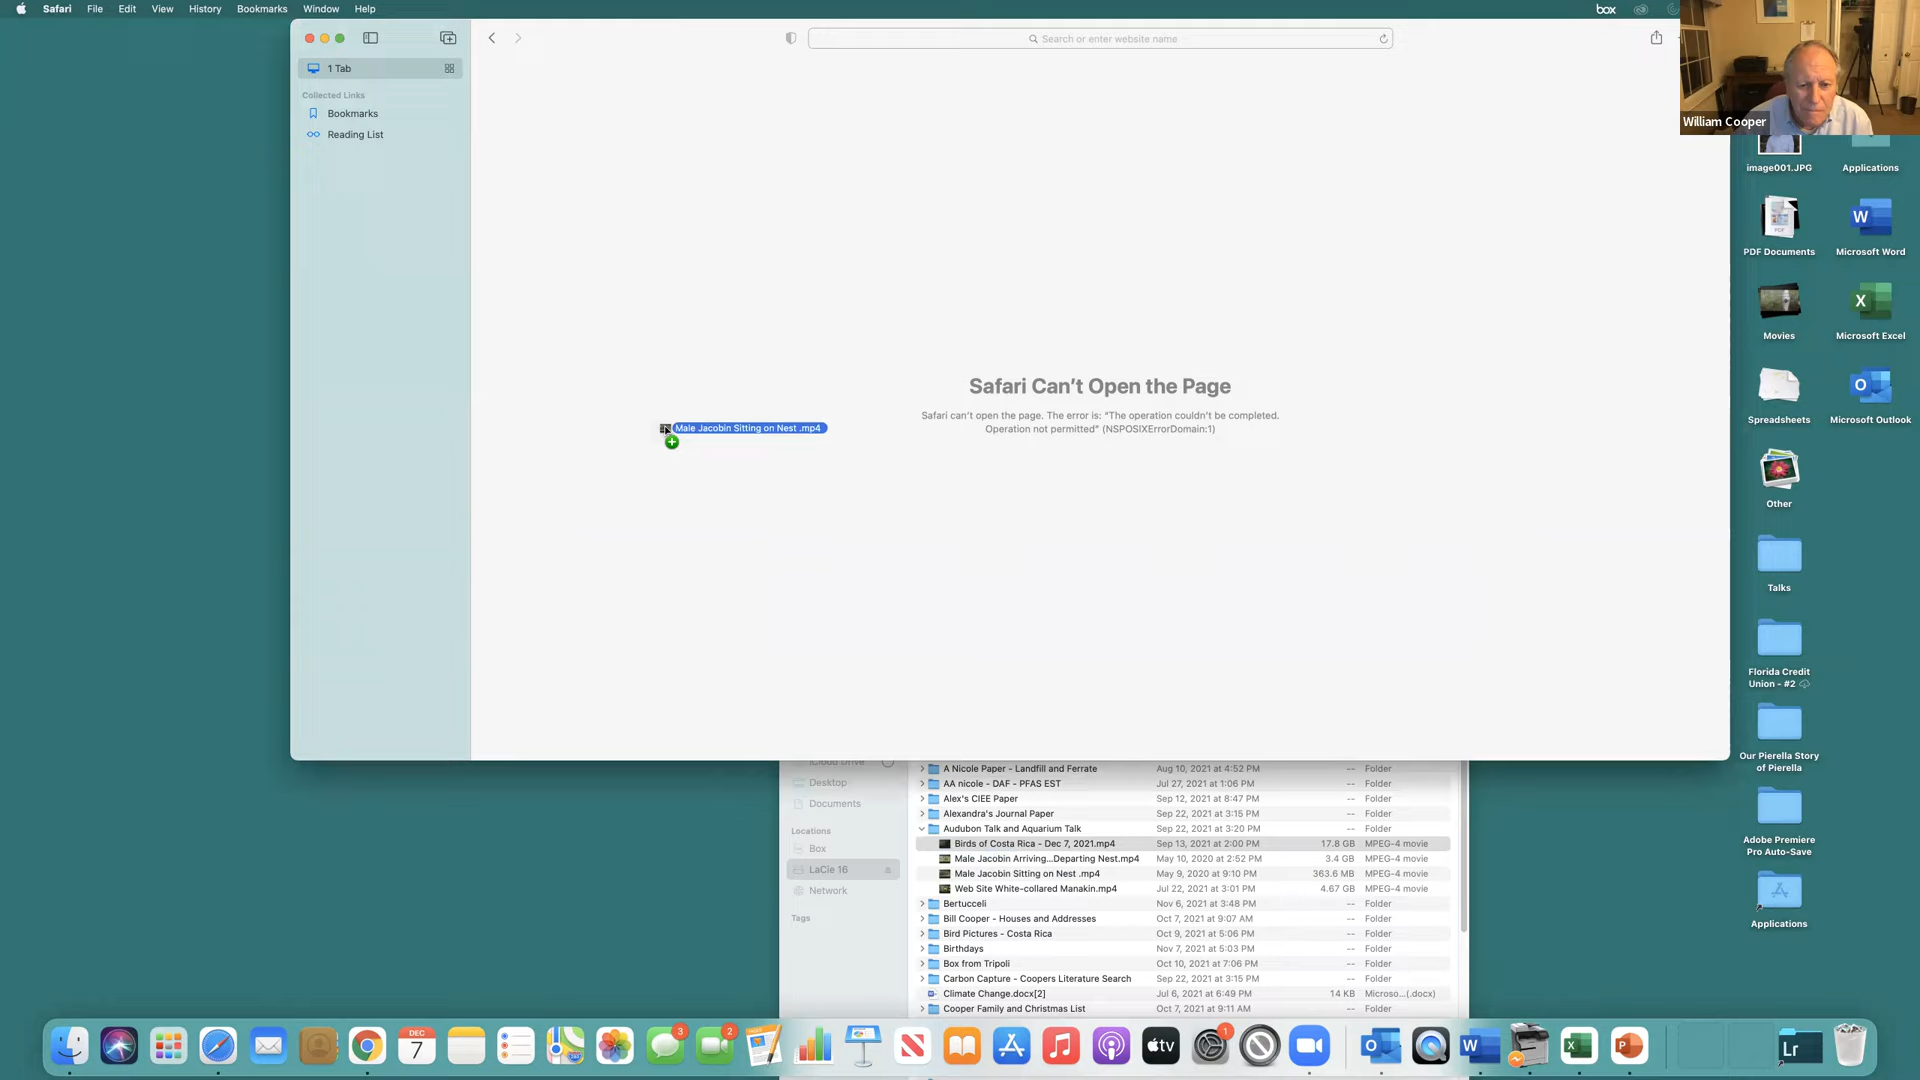 Safari File Edit View History Bookmarks Window Help
box
Search or enter website name
1 Tab
Collected Links
Bookmarks
Reading List
William Cooper
Safari Can't Open the Page
Safari can't open the page. The error is: "The operation couldn't be completed.
Operation not permitted" (NSPOSIXErrorDomain:1)
Male Jacobin Sitting on Nest .mp4
image001.JPG
Applications
PDF
PDF Documents
Microsoft Word
Movies
Microsoft Excel
Spreadsheets
Microsoft Outlook
Other
Talks
Florida Credit
Union - #2
Our Pierella Story
of Pierella
Adobe Premiere
Pro Auto-Save
Applications
iCloud Drive
Desktop
Documents
Locations
Box
LaCie 16
Network
Tags
A Nicole Paper - Landfill and Ferrate Aug 10, 2021 at 4:52 PM -- Folder
AA nicole - DAF - PFAS EST Jul 27, 2021 at 1:06 PM -- Folder
Alex's CIEE Paper Sep 12, 2021 at 8:47 PM -- Folder
Alexandra's Journal Paper Sep 22, 2021 at 3:15 PM -- Folder
Audubon Talk and Aquarium Talk Sep 22, 2021 at 3:20 PM -- Folder
Birds of Costa Rica - Dec 7, 2021.mp4 Sep 13, 2021 at 2:00 PM 17.8 GB MPEG-4 movie
Male Jacobin Arriving...Departing Nest.mp4 May 10, 2020 at 2:52 PM 3.4 GB MPEG-4 movie
Male Jacobin Sitting on Nest .mp4 May 9, 2020 at 9:10 PM 363.6 MB MPEG-4 movie
Web Site White-collared Manakin.mp4 Jul 22, 2021 at 3:01 PM 4.67 GB MPEG-4 movie
Bertucceli Nov 6, 2021 at 3:48 PM -- Folder
Bill Cooper - Houses and Addresses Oct 7, 2021 at 9:07 AM -- Folder
Bird Pictures - Costa Rica Oct 9, 2021 at 5:06 PM -- Folder
Birthdays Nov 7, 2021 at 5:03 PM -- Folder
Box from Tripoli Oct 10, 2021 at 7:06 PM -- Folder
Carbon Capture - Coopers Literature Search Sep 22, 2021 at 3:15 PM -- Folder
Climate Change.docx[2] Jul 6, 2021 at 6:49 PM 14 KB Microso...(.docx)
Cooper Family and Christmas List Oct 7, 2021 at 9:11 AM -- Folder
DEC
7
3
2
tv
1
O
W
X
P
Lr